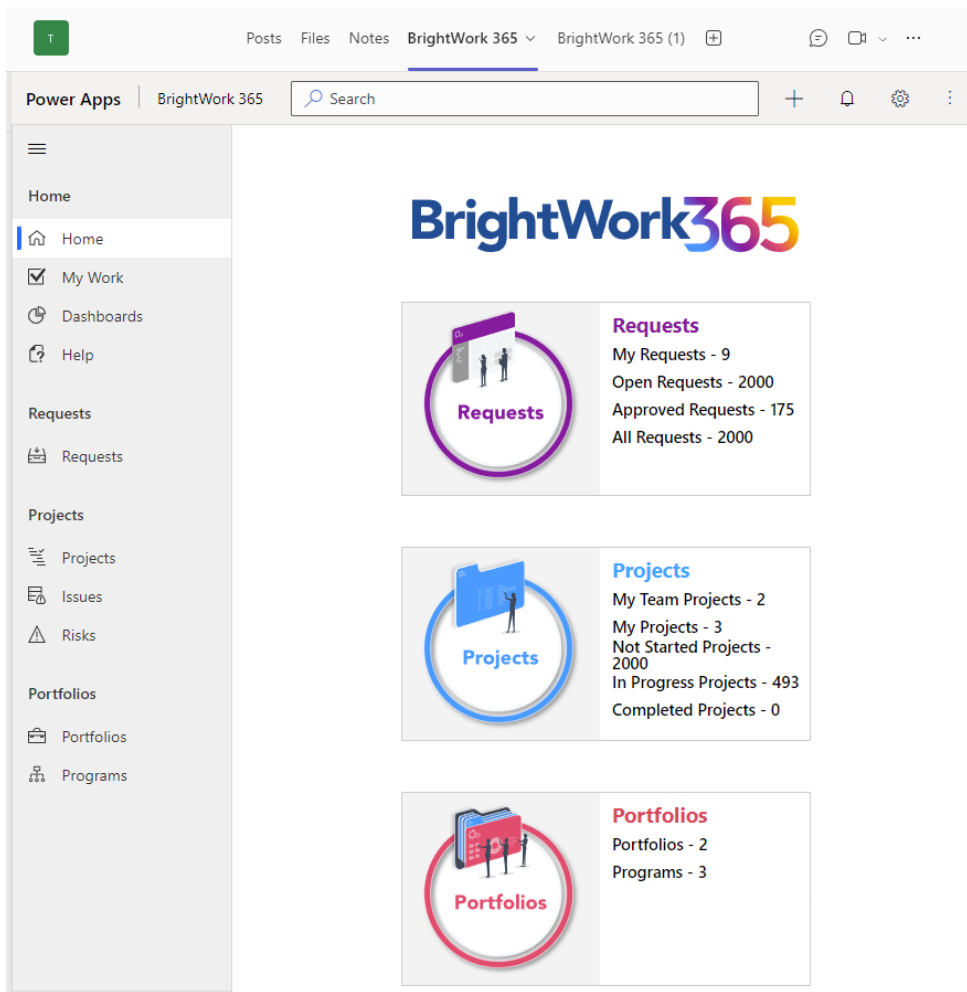 T
Posts Files Notes BrightWork 365 BrightWork 365 (1)
Power Apps BrightWork 365 Search
Home
Home
My Work
Dashboards
Help
Requests
Requests
Projects
Projects
Issues
Risks
Portfolios
Portfolios
Programs
BrightWork365
Requests
Requests
My Requests - 9
Open Requests - 2000
Approved Requests - 175
All Requests - 2000
Projects
Projects
My Team Projects - 2
My Projects - 3
Not Started Projects -
2000
In Progress Projects - 493
Completed Projects - 0
Portfolios
Portfolios
Portfolios - 2
Programs - 3